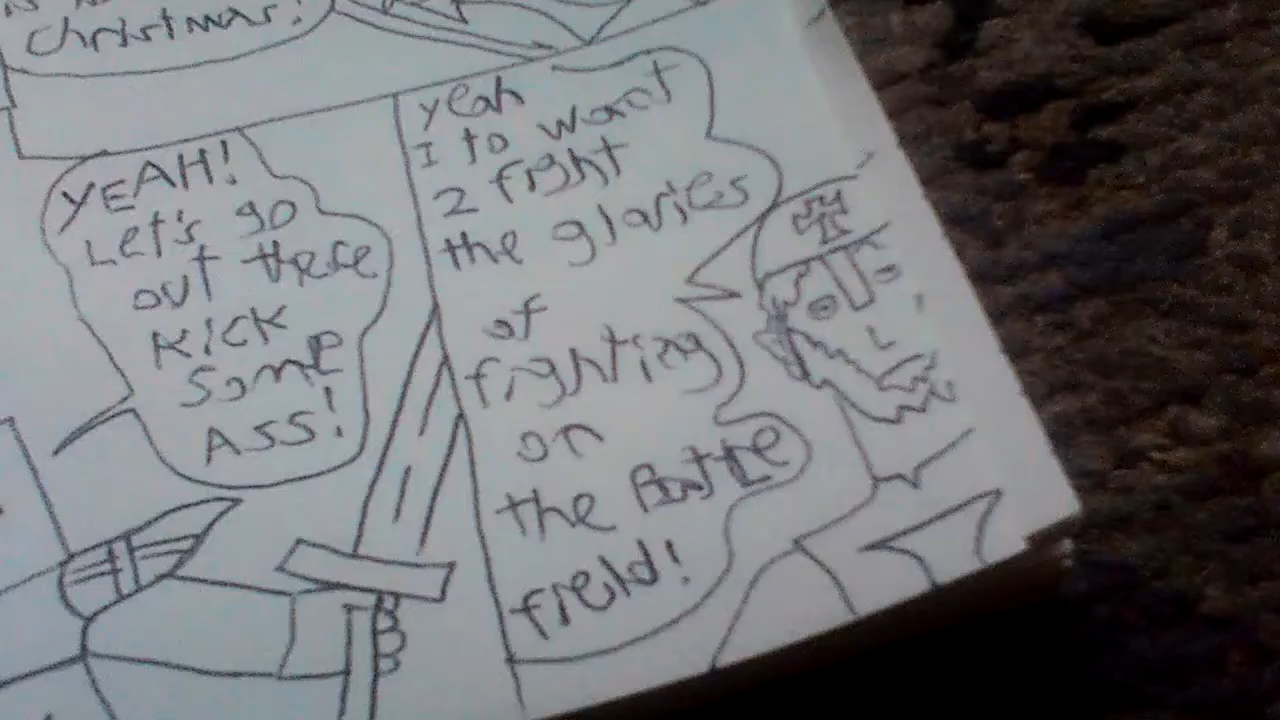 Christmas!
YEAH!
Let's go
out there
KICK
some
ASS!
yeah
I to want
2 fight
the glories
of
fighting
on
the Battle
field!